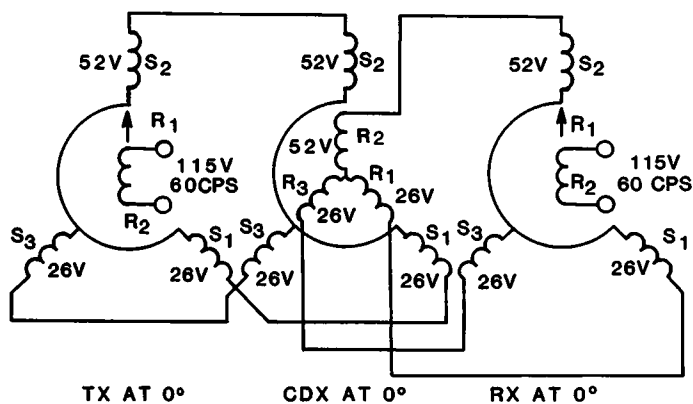 52V S2
52V S2
52V S2
R1
115V
60CPS
R2
52V R2
R3 R1
26V 26V
R1
115V
60 CPS
R2
S3
26V
S1
26V
S3
26V
S1
26V
S3
26V
S1
26V
TX AT 0°
CDX AT 0°
RX AT 0°